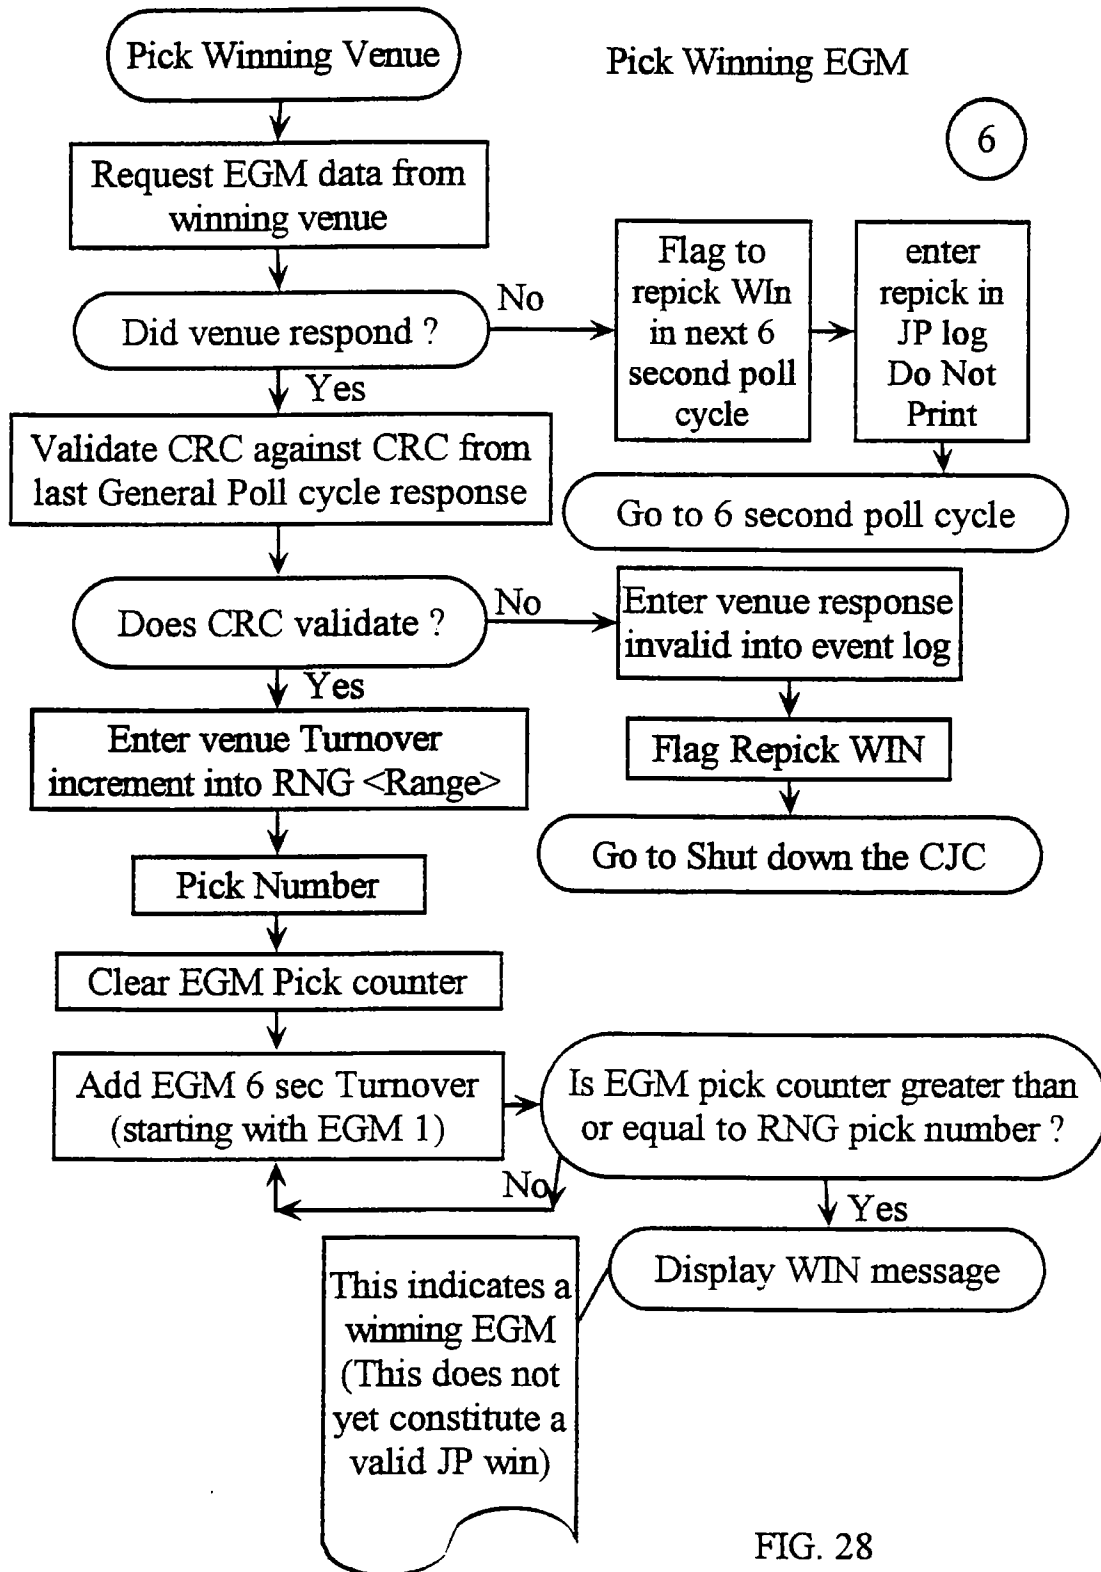 Pick Winning Venue
Pick Winning EGM
6
Request EGM data from
winning venue
Did venue respond ?
No
Flag to
repick WIn
in next 6
second poll
cycle
enter
repick in
JP log
Do Not
Print
Go to 6 second poll cycle
Yes
Validate CRC against CRC from
last General Poll cycle response
Does CRC validate ?
No
Enter venue response
invalid into event log
Flag Repick WIN
Go to Shut down the CJC
Yes
Enter venue Turnover
increment into RNG <Range>
Pick Number
Clear EGM Pick counter
Add EGM 6 sec Turnover
(starting with EGM 1)
Is EGM pick counter greater than
or equal to RNG pick number ?
No
Yes
Display WIN message
This indicates a
winning EGM
(This does not
yet constitute a
valid JP win)
FIG. 28